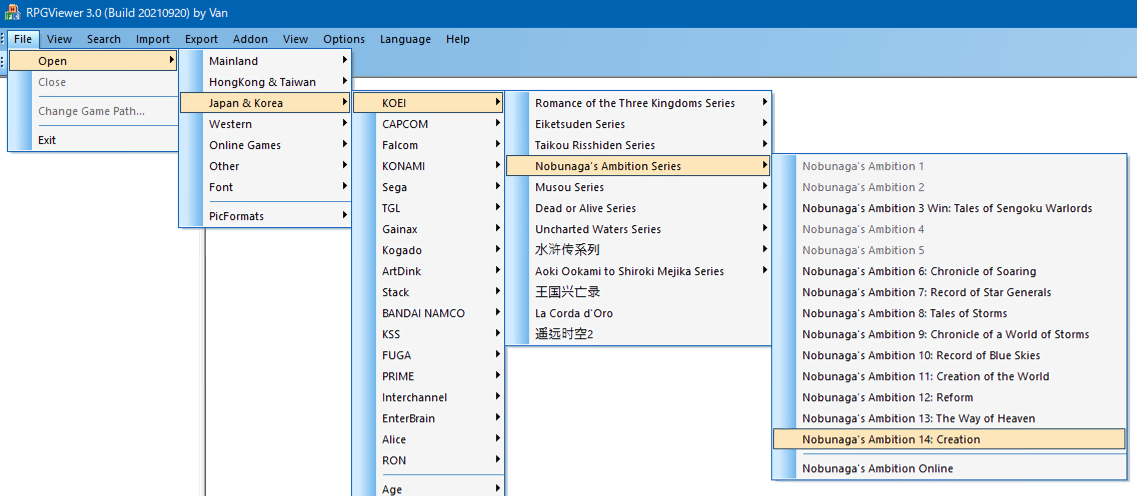 RPGViewer 3.0 (Build 20210920) by Van
File View Search Import Export Addon View Options Language Help
Open
Close
Change Game Path...
Exit
Mainland
HongKong & Taiwan
Japan & Korea
Western
Online Games
Other
Font
PicFormats
KOEI
CAPCOM
Falcom
KONAMI
Sega
TGL
Gainax
Kogado
ArtDink
Stack
BANDAI NAMCO
KSS
FUGA
PRIME
Interchannel
EnterBrain
Alice
RON
Age
Romance of the Three Kingdoms Series
Eiketsuden Series
Taikou Risshiden Series
Nobunaga's Ambition Series
Musou Series
Dead or Alive Series
Uncharted Waters Series
水浒传系列
Aoki Ookami to Shiroki Mejika Series
王国兴亡录
La Corda d'Oro
遥远时空2
Nobunaga's Ambition 1
Nobunaga's Ambition 2
Nobunaga's Ambition 3 Win: Tales of Sengoku Warlords
Nobunaga's Ambition 4
Nobunaga's Ambition 5
Nobunaga's Ambition 6: Chronicle of Soaring
Nobunaga's Ambition 7: Record of Star Generals
Nobunaga's Ambition 8: Tales of Storms
Nobunaga's Ambition 9: Chronicle of a World of Storms
Nobunaga's Ambition 10: Record of Blue Skies
Nobunaga's Ambition 11: Creation of the World
Nobunaga's Ambition 12: Reform
Nobunaga's Ambition 13: The Way of Heaven
Nobunaga's Ambition 14: Creation
Nobunaga's Ambition Online